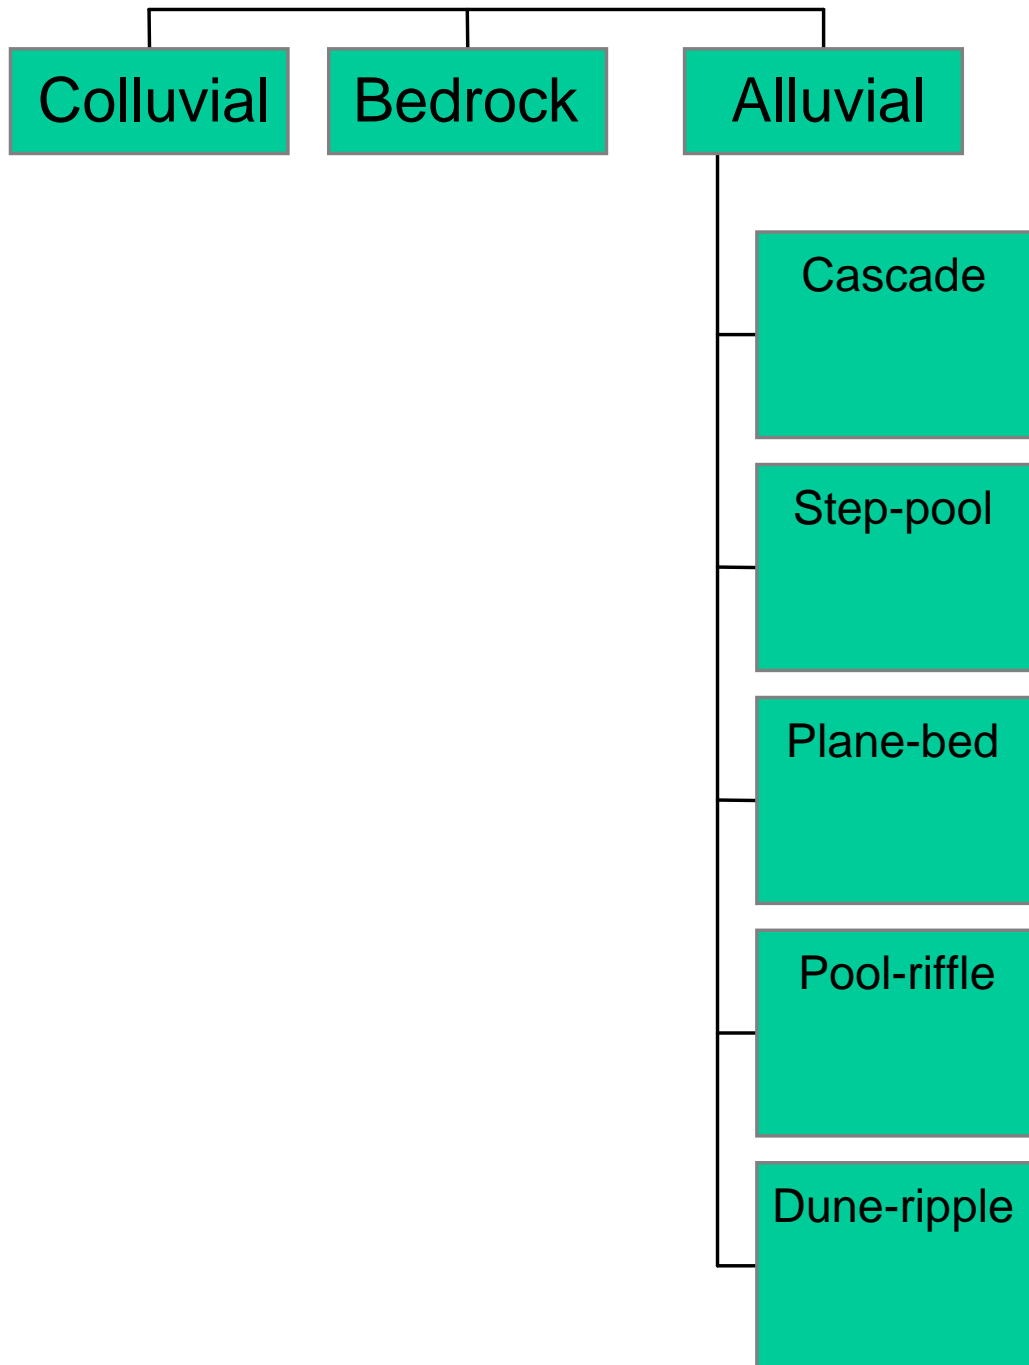 Colluvial
Bedrock
Alluvial
Cascade
Step-pool
Plane-bed
Pool-riffle
Dune-ripple